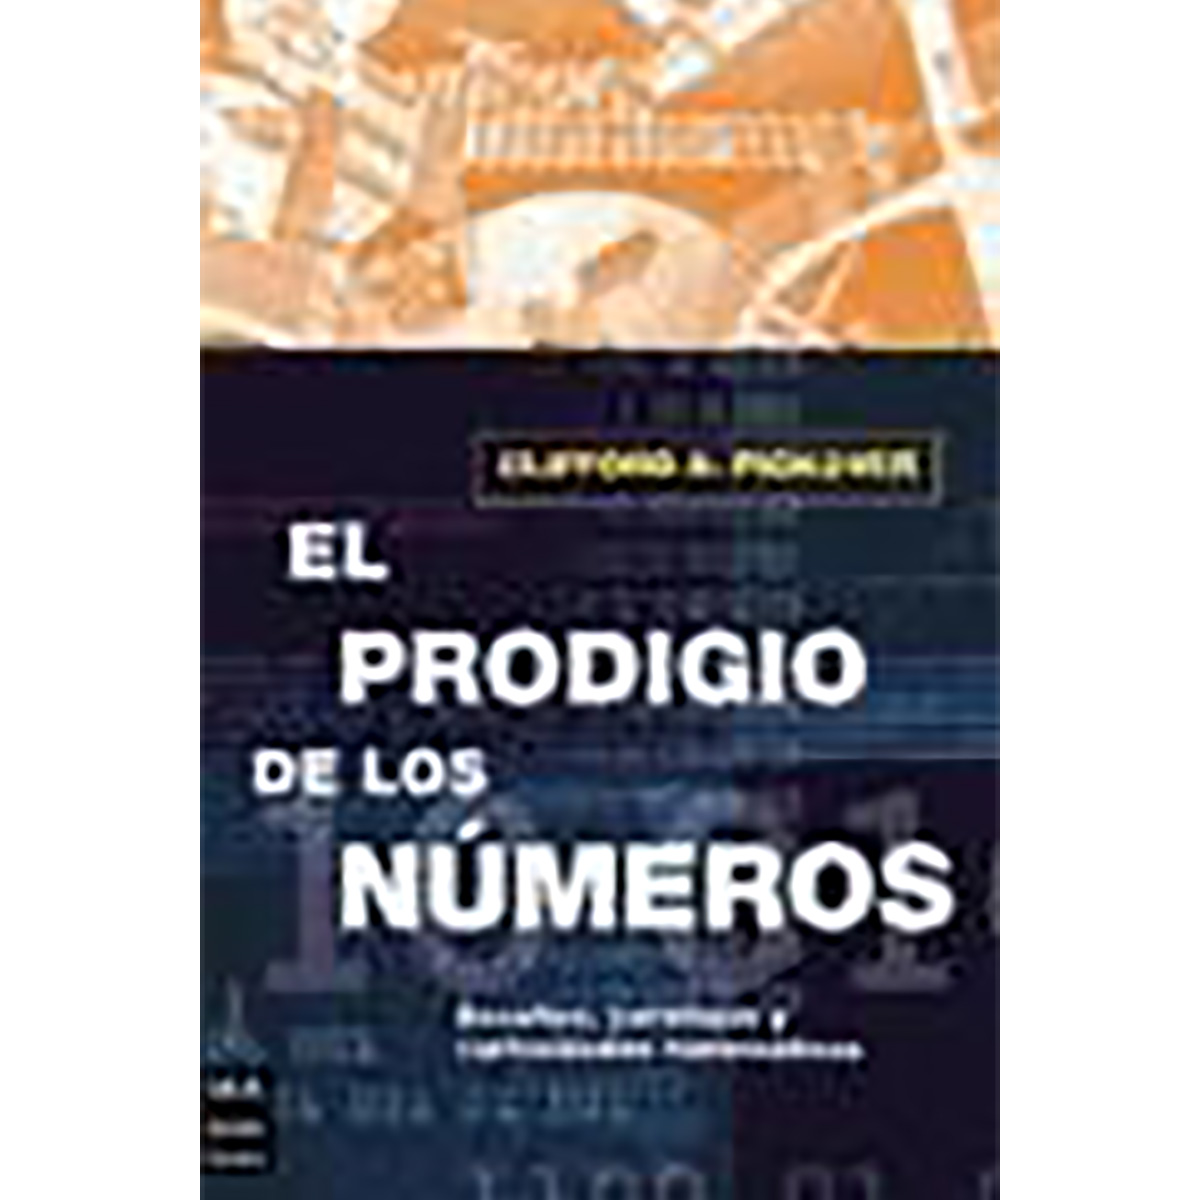 CLIFFORD A. PICKOVER
EL
PRODIGIO
DE LOS
NÚMEROS
Desafíos, paradojas y
curiosidades matemáticas